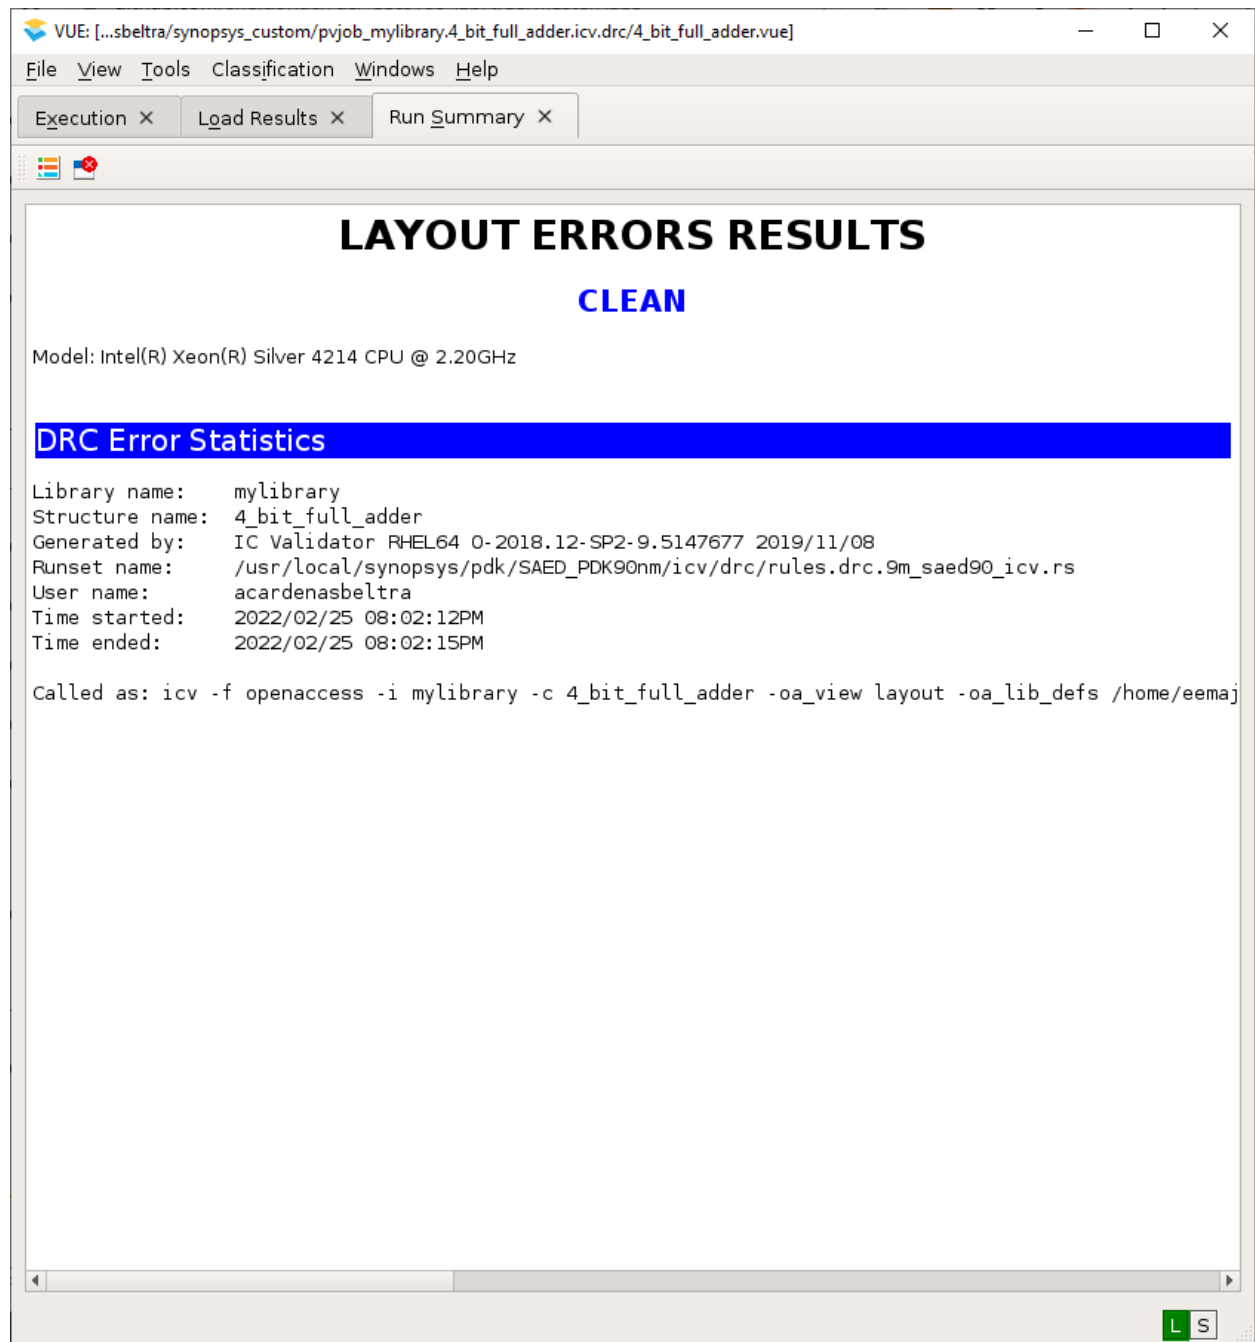 VUE: [...sbeltra/synopsys_custom/pvjob_mylibrary.4_bit_full_adder.icv.drc/4_bit_full_adder.vue]
File View Tools Classification Windows Help
Execution Load Results Run Summary
LAYOUT ERRORS RESULTS
CLEAN
Model: Intel(R) Xeon(R) Silver 4214 CPU @ 2.20GHz
DRC Error Statistics
Library name: mylibrary
Structure name: 4_bit_full_adder
Generated by: IC Validator RHEL64 O-2018.12-SP2-9.5147677 2019/11/08
Runset name: /usr/local/synopsys/pdk/SAED_PDK90nm/icv/drc/rules.drc.9m_saed90_icv.rs
User name: acardenasbeltra
Time started: 2022/02/25 08:02:12PM
Time ended: 2022/02/25 08:02:15PM
Called as: icv -f openaccess -i mylibrary -c 4_bit_full_adder -oa_view layout -oa_lib_defs /home/eemaj
L S